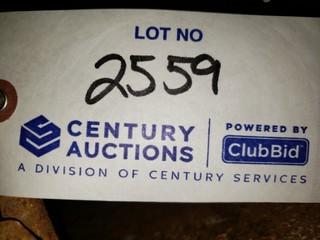 LOT NO
2559
CENTURY
AUCTIONS
POWERED BY
ClubBid
A DIVISION OF CENTURY SERVICES